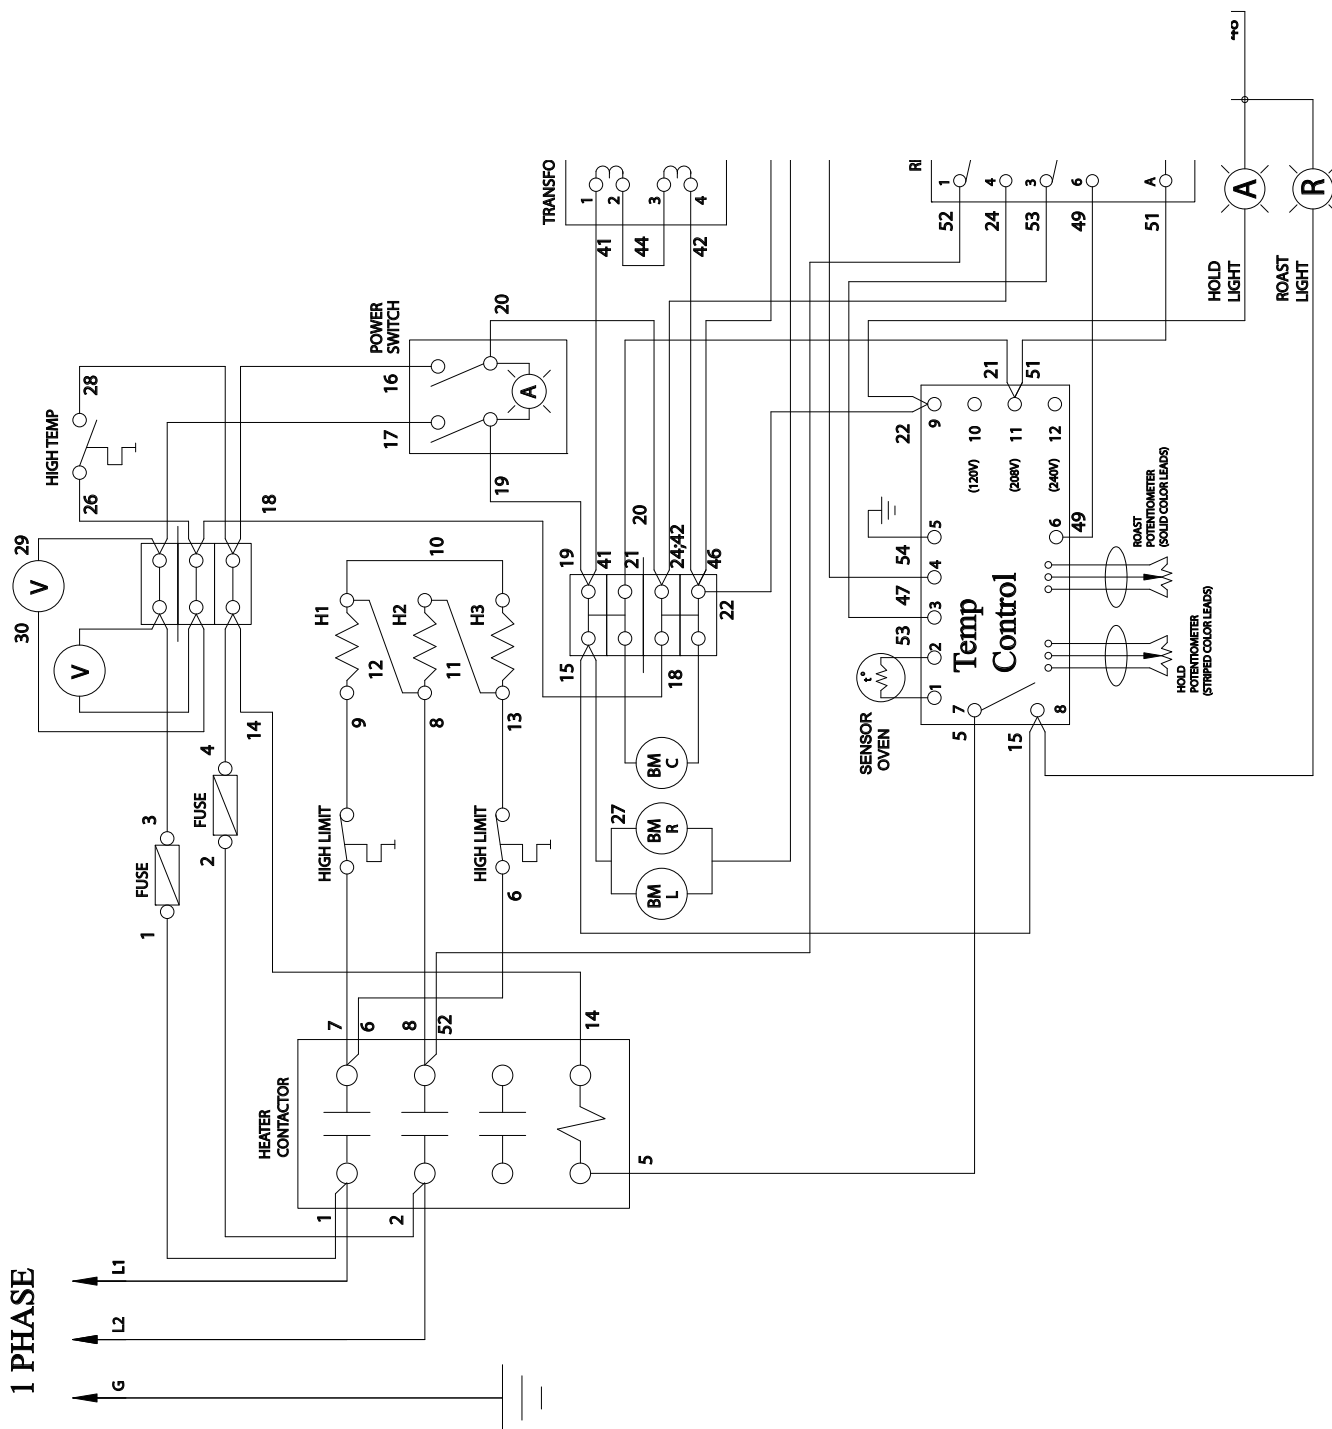 1 PHASE
G
L2
L1
HEATER
CONTACTOR
1
2
7
6
8
52
14
5
1
FUSE
3
2
FUSE
4
14
V
30
V
29
26
HIGH TEMP
28
18
17
16
POWER
SWITCH
A
19
20
HIGH LIMIT
9
H1
12
H2
8
11
H3
10
13
HIGH LIMIT
6
15
19
41
21
20
24;42
46
18
22
BM
C
BM
R
BM
L
27
TRANSFO
1
2
3
4
41
44
42
SENSOR
OVEN
t°
1
2
3
4
5
53
47
54
22
9
10
11
12
(120V)
(208V)
(240V)
21
51
6
49
Temp
Control
7
8
5
15
HOLD
POTENTIOMETER
(STRIPED COLOR LEADS)
ROAST
POTENTIOMETER
(SOLID COLOR LEADS)
1
4
3
6
A
52
24
53
49
51
HOLD
LIGHT
A
ROAST
LIGHT
R
40